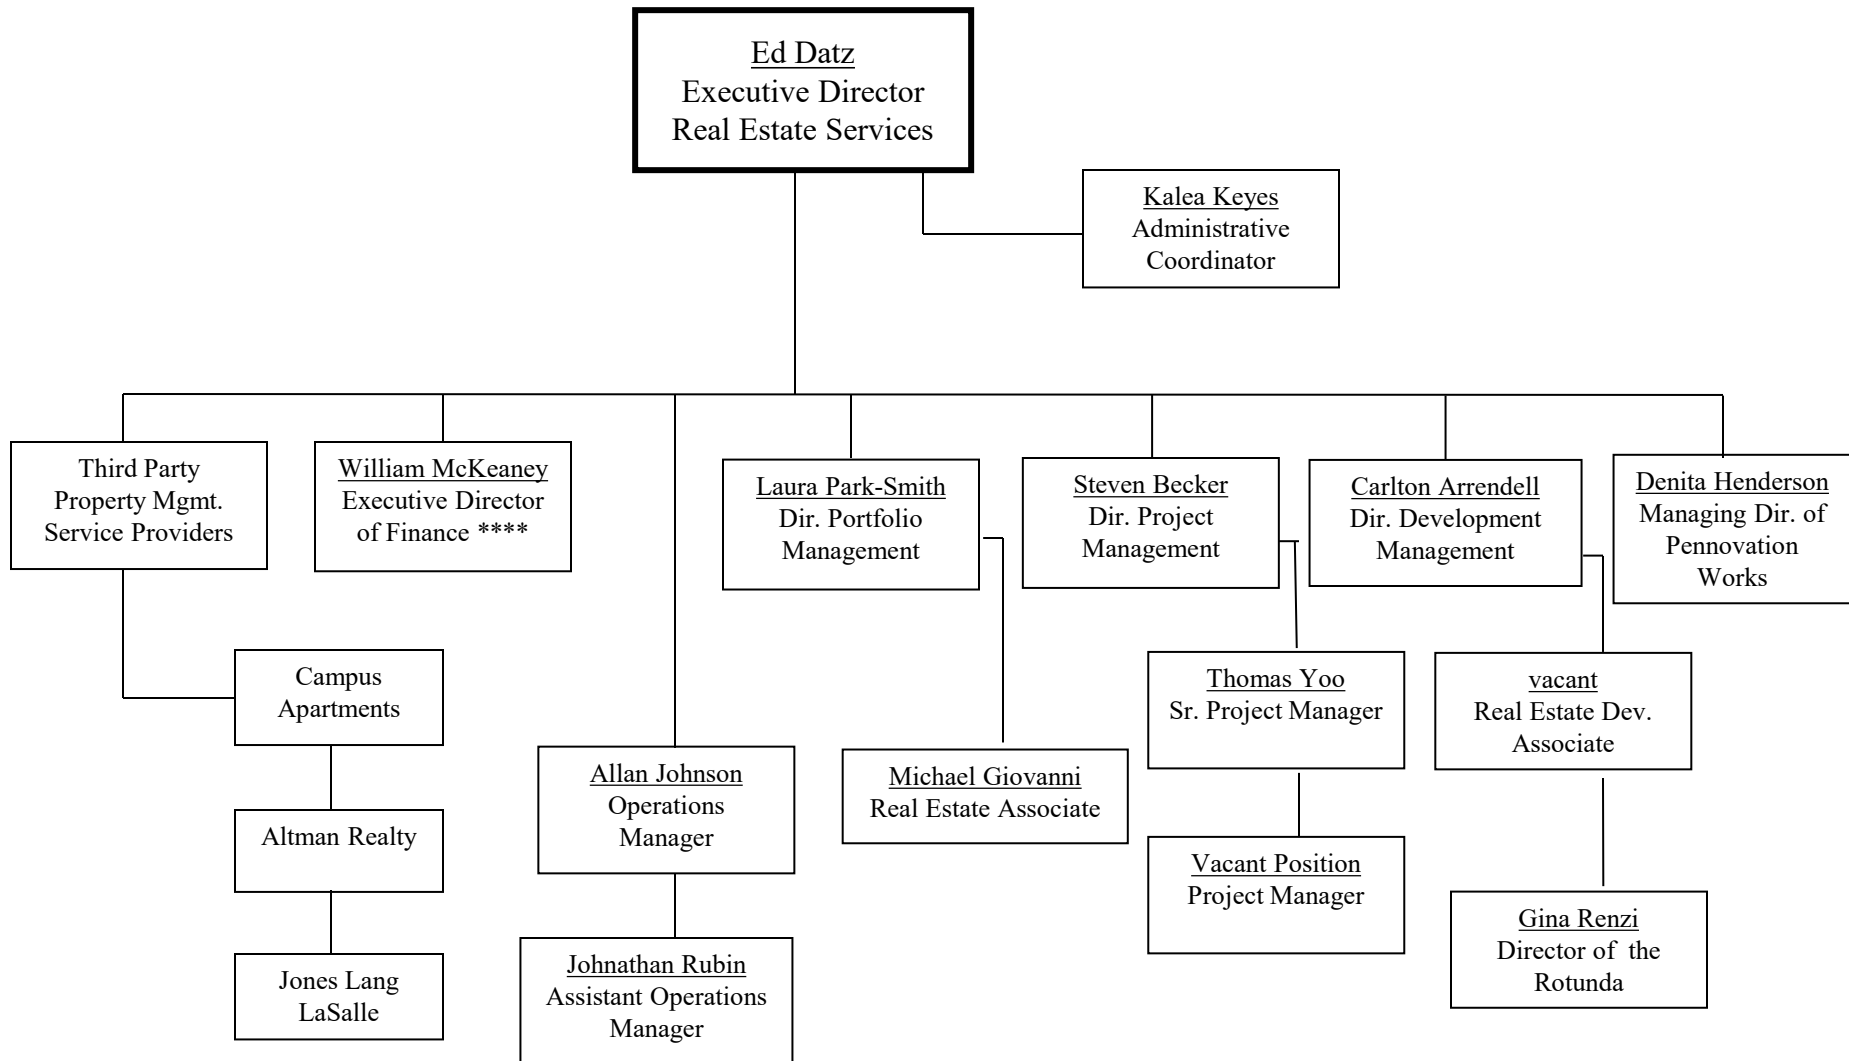 Ed Datz
Executive Director
Real Estate Services
Kalea Keyes
Administrative
Coordinator
Third Party
Property Mgmt.
Service Providers
William McKeaney
Executive Director
of Finance ****
Laura Park-Smith
Dir. Portfolio
Management
Steven Becker
Dir. Project
Management
Carlton Arrendell
Dir. Development
Management
Denita Henderson
Managing Dir. of
Pennovation
Works
Campus
Apartments
Altman Realty
Jones Lang
LaSalle
Allan Johnson
Operations
Manager
Johnathan Rubin
Assistant Operations
Manager
Michael Giovanni
Real Estate Associate
Thomas Yoo
Sr. Project Manager
Vacant Position
Project Manager
vacant
Real Estate Dev.
Associate
Gina Renzi
Director of the
Rotunda